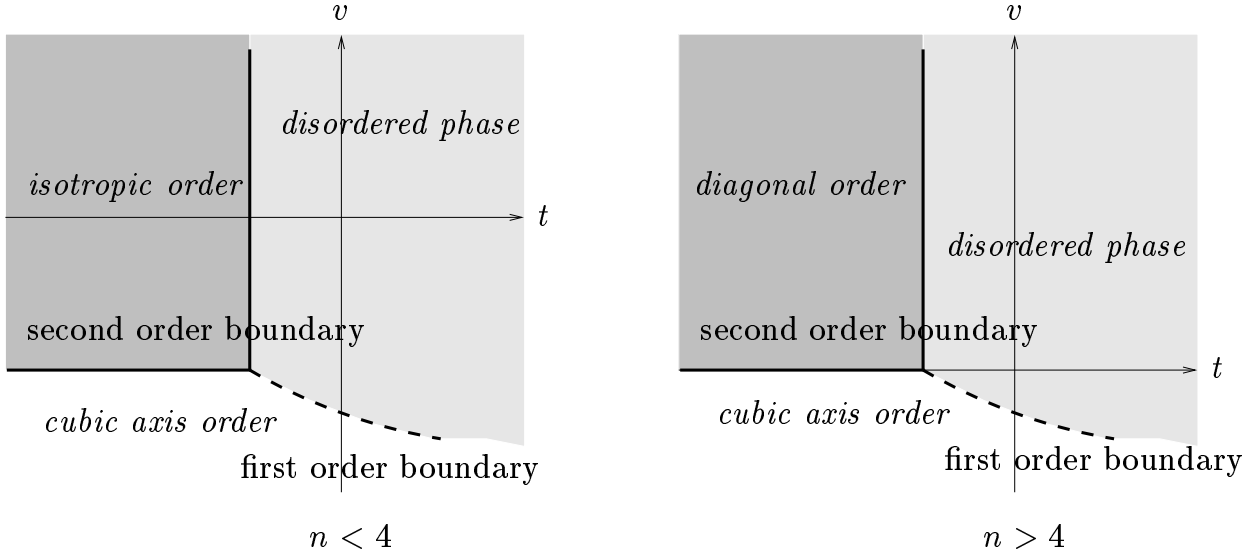 v
disordered phase
isotropic order
t
second order boundary
cubic axis order
first order boundary
n < 4
v
diagonal order
disordered phase
second order boundary
t
cubic axis order
first order boundary
n > 4